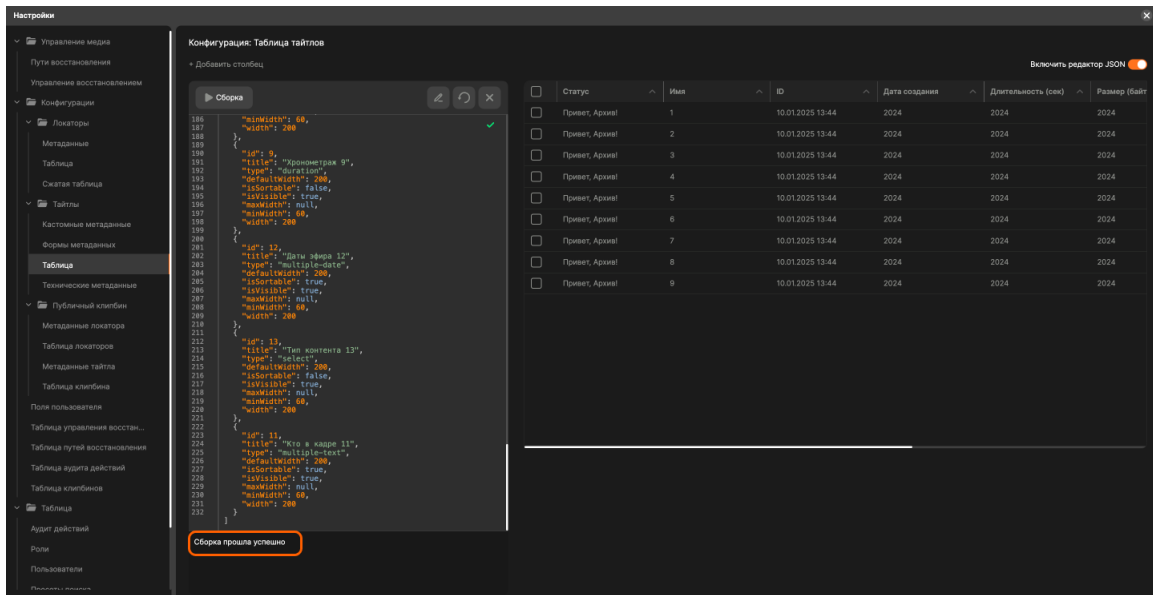 Настройки
Управление медиа
Пути восстановления
Управление восстановлением
Конфигурации
Локаторы
Метаданные
Таблица
Сжатая таблица
Тайтлы
Кастомные метаданные
Формы метаданных
Таблица
Технические метаданные
Публичный клипбин
Метаданные локатора
Таблица локаторов
Метаданные тайтла
Таблица клипбина
Поля пользователя
Таблица управления восстан...
Таблица путей восстановления
Таблица аудита действий
Таблица клипбинов
Таблица
Аудит действий
Роли
Пользователи
Конфигурация: Таблица тайтлов
+ Добавить столбец
Включить редактор JSON
Сборка
186 "minWidth": 60,
187 "width": 200
188 },
189 {
190 "id": 9,
191 "title": "Хронометраж 9",
192 "type": "duration",
193 "defaultWidth": 200,
194 "isSortable": false,
195 "isVisible": true,
196 "maxWidth": null,
197 "minWidth": 60,
198 "width": 200
199 },
200 {
201 "id": 12,
202 "title": "Даты эфира 12",
203 "type": "multiple-date",
204 "defaultWidth": 200,
205 "isSortable": true,
206 "isVisible": true,
207 "maxWidth": null,
208 "minWidth": 60,
209 "width": 200
210 },
211 {
212 "id": 13,
213 "title": "Тип контента 13",
214 "type": "select",
215 "defaultWidth": 200,
216 "isSortable": false,
217 "isVisible": true,
218 "maxWidth": null,
219 "minWidth": 60,
220 "width": 200
221 },
222 {
223 "id": 11,
224 "title": "Кто в кадре 11",
225 "type": "multiple-text",
226 "defaultWidth": 200,
227 "isSortable": true,
228 "isVisible": true,
229 "maxWidth": null,
230 "minWidth": 60,
231 "width": 200
232 }
]
Сборка прошла успешно
Статус Имя ID Дата создания Длительность (сек) Размер (байт
Привет, Архив! 1 10.01.2025 13:44 2024 2024 2024
Привет, Архив! 2 10.01.2025 13:44 2024 2024 2024
Привет, Архив! 3 10.01.2025 13:44 2024 2024 2024
Привет, Архив! 4 10.01.2025 13:44 2024 2024 2024
Привет, Архив! 5 10.01.2025 13:44 2024 2024 2024
Привет, Архив! 6 10.01.2025 13:44 2024 2024 2024
Привет, Архив! 7 10.01.2025 13:44 2024 2024 2024
Привет, Архив! 8 10.01.2025 13:44 2024 2024 2024
Привет, Архив! 9 10.01.2025 13:44 2024 2024 2024